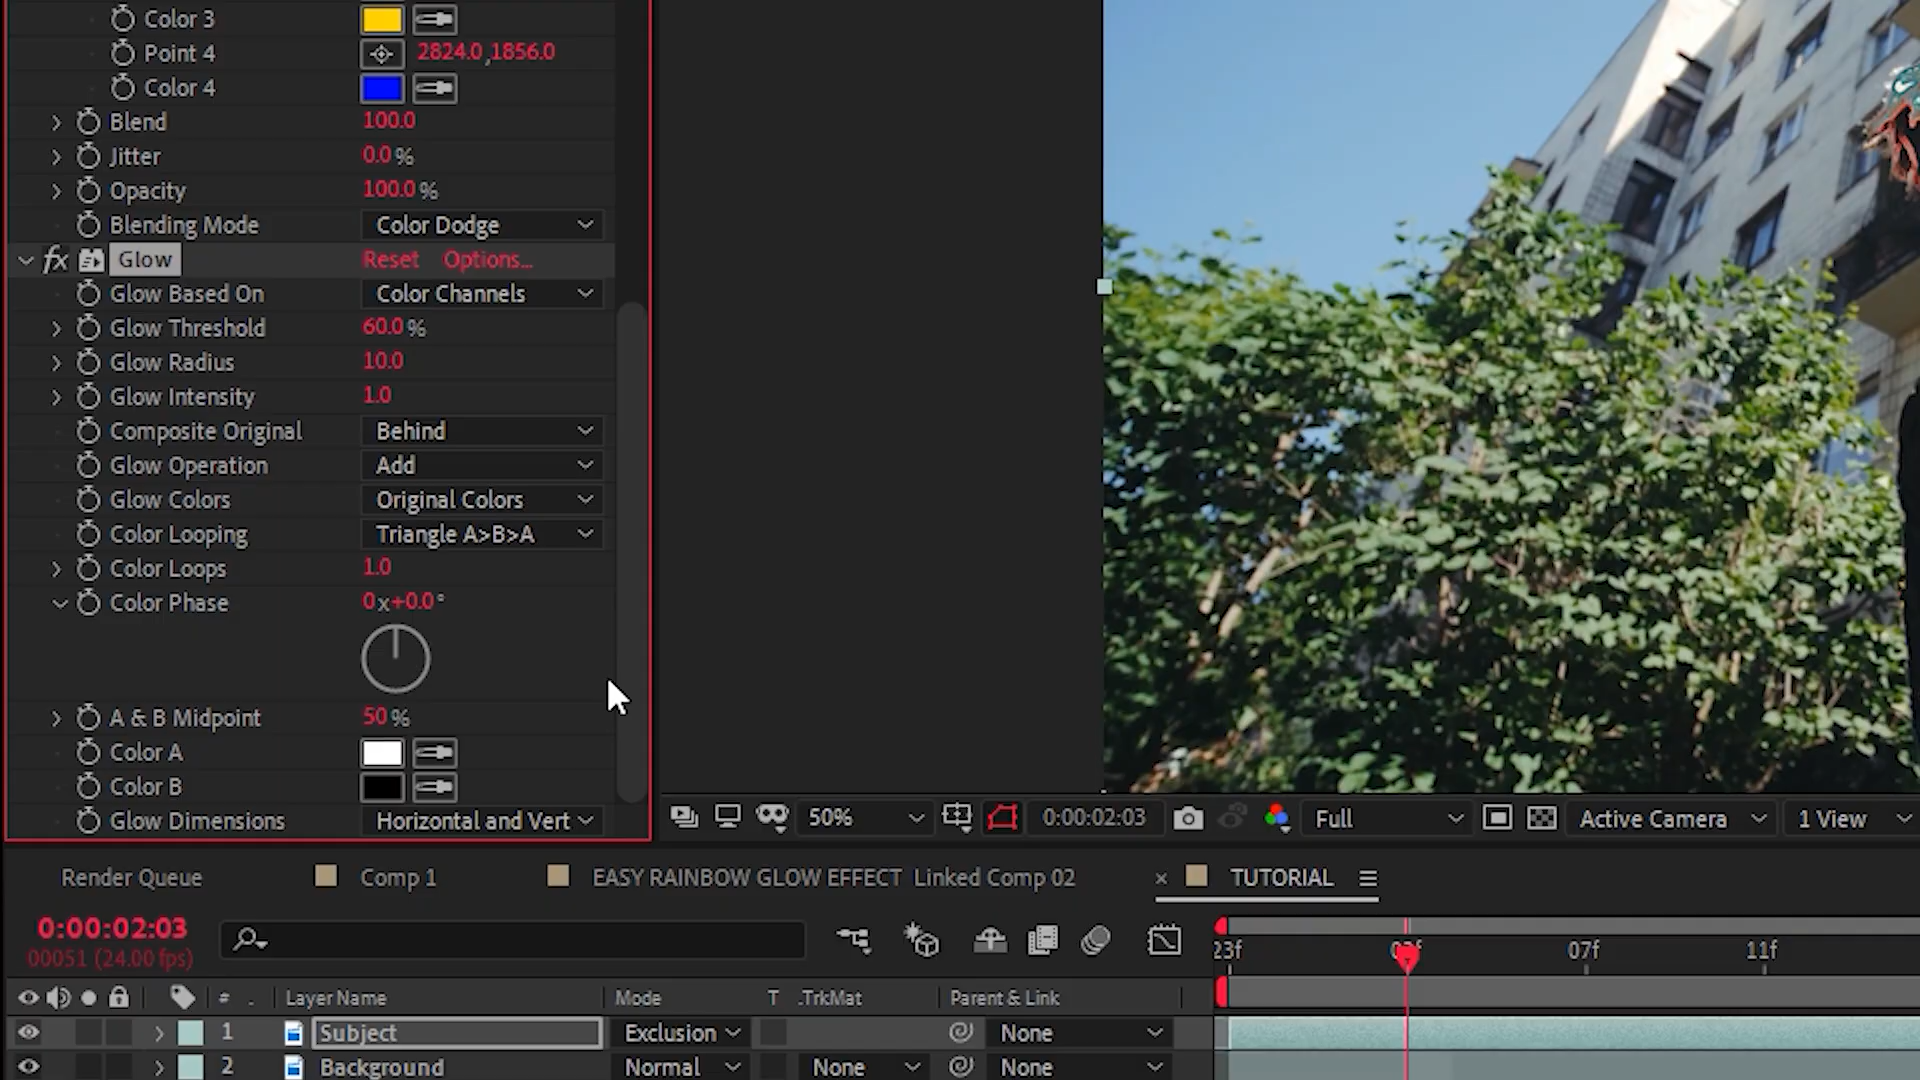 Color 3
Point 4 2824.0,1856.0
Color 4
Blend 100.0
Jitter 0.0 %
Opacity 100.0 %
Blending Mode Color Dodge
fx Glow Reset Options...
Glow Based On Color Channels
Glow Threshold 60.0 %
Glow Radius 10.0
Glow Intensity 1.0
Composite Original Behind
Glow Operation Add
Glow Colors Original Colors
Color Looping Triangle A>B>A
Color Loops 1.0
Color Phase 0x+0.0°
A & B Midpoint 50 %
Color A
Color B
Glow Dimensions Horizontal and Vert
50% 0:00:02:03 Full Active Camera 1 View
Render Queue Comp 1 EASY RAINBOW GLOW EFFECT Linked Comp 02 × TUTORIAL
0:00:02:03
00051 (24.00 fps)
23f 07f 11f
# . Layer Name Mode T .TrkMat Parent & Link
1 Subject Exclusion None
2 Background Normal None None